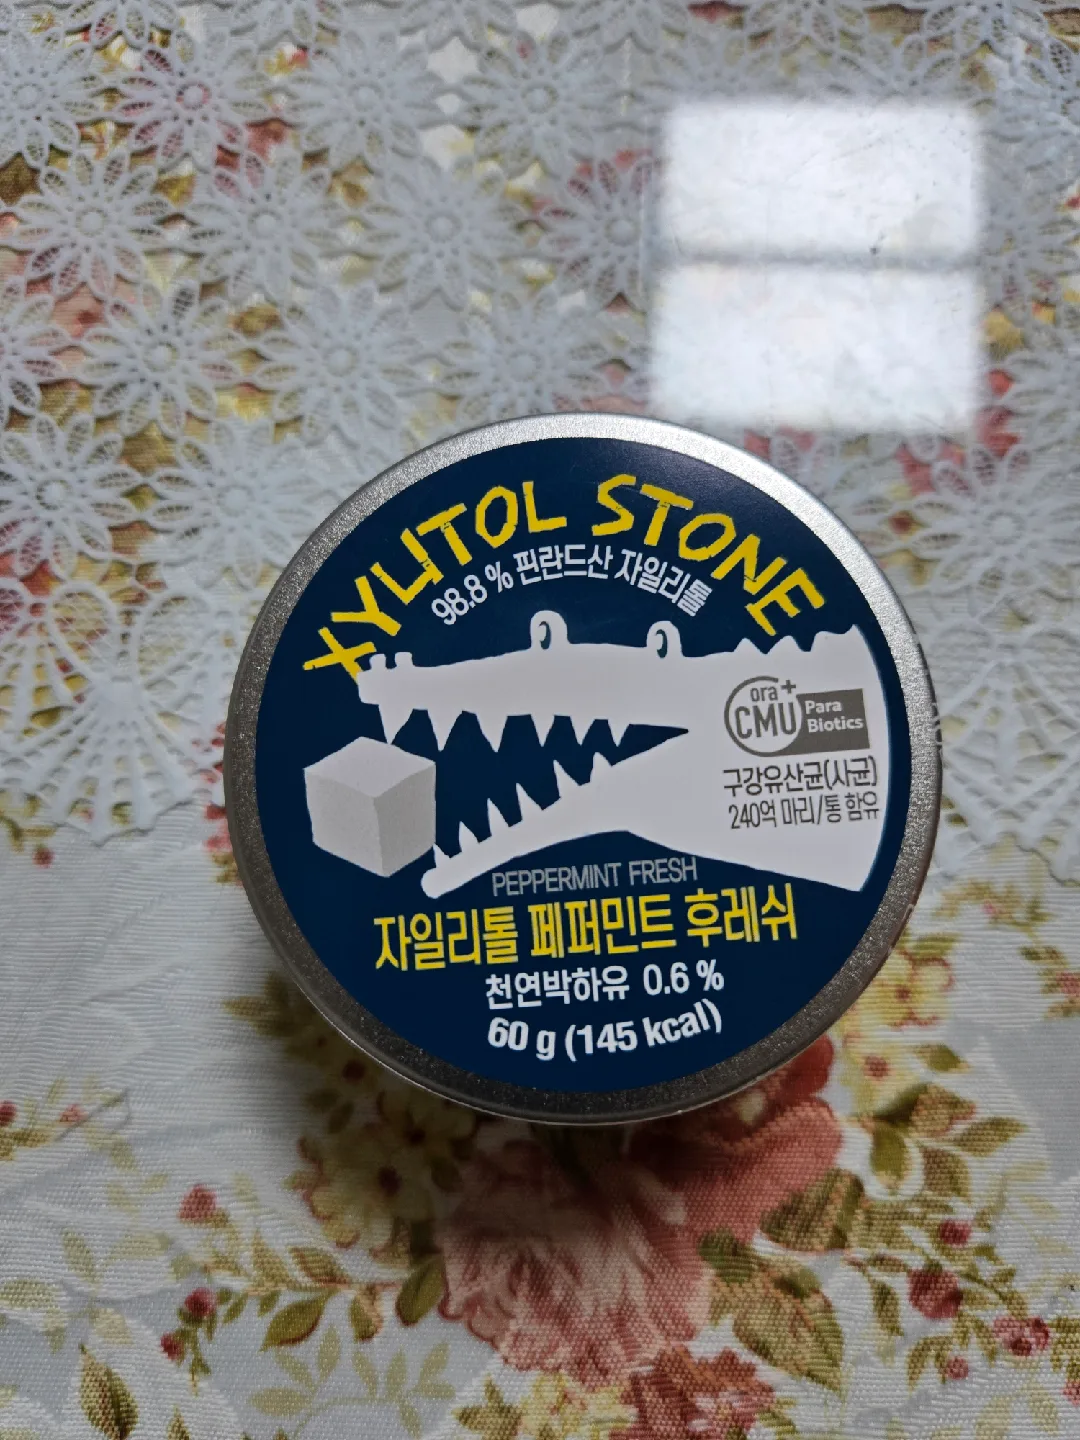 XYLITOL STONE
98.8 % 핀란드산 자일리톨
ora+
CMU
Para
Biotics
구강유산균(사균)
240억 마리/통 함유
PEPPERMINT FRESH
자일리톨 페퍼민트 후레쉬
천연박하유 0.6 %
60 g (145 kcal)